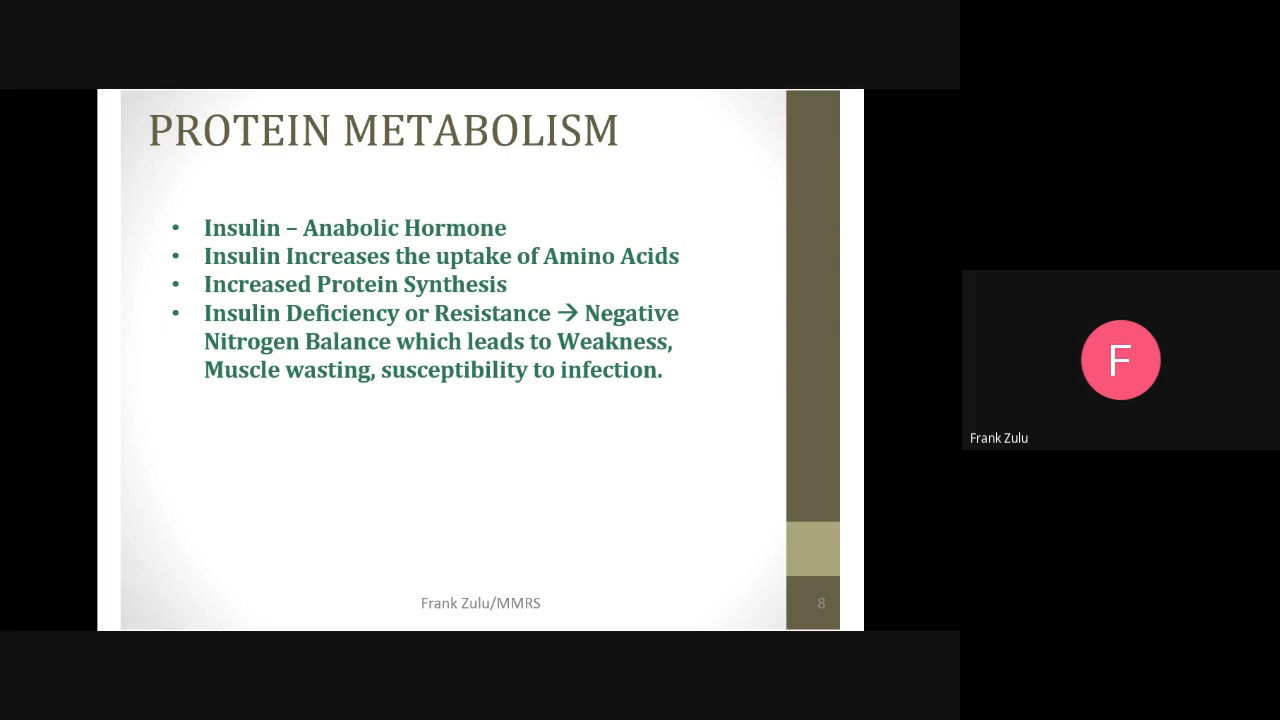 PROTEIN METABOLISM
• Insulin – Anabolic Hormone
• Insulin Increases the uptake of Amino Acids
• Increased Protein Synthesis
• Insulin Deficiency or Resistance → Negative
Nitrogen Balance which leads to Weakness,
Muscle wasting, susceptibility to infection.
Frank Zulu/MMRS
8
F
Frank Zulu